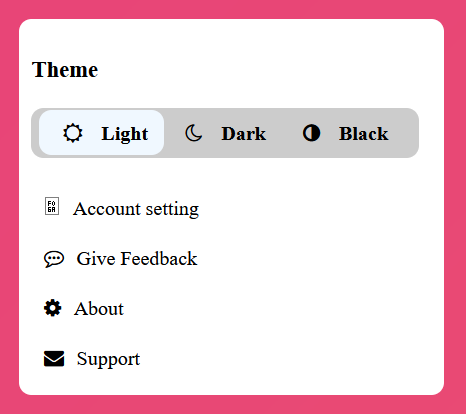 Theme
Light Dark Black
Account setting
Give Feedback
About
Support